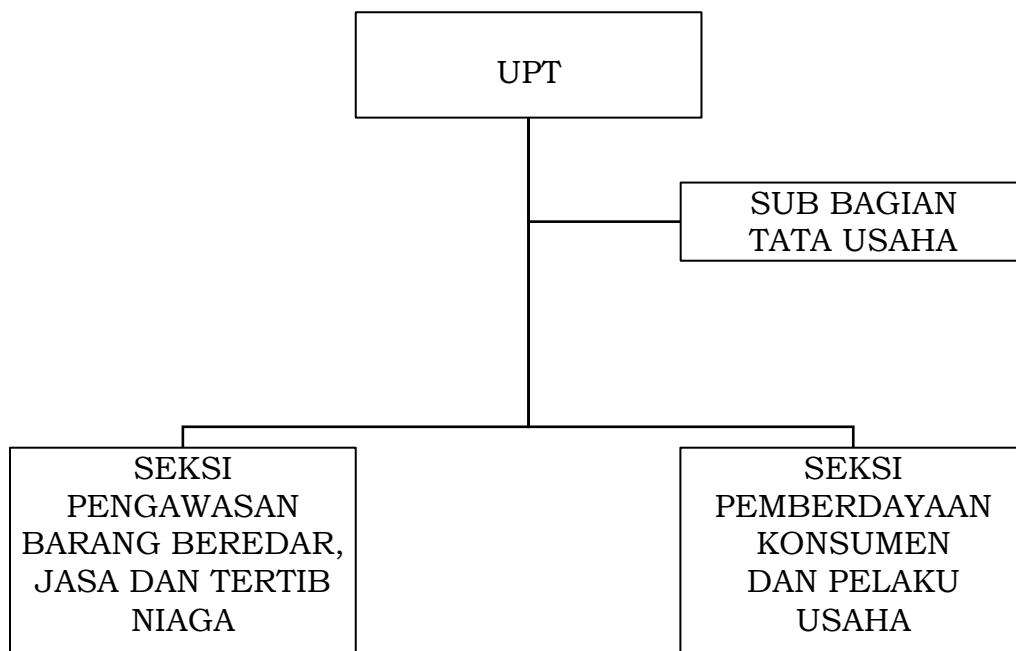 UPT
SUB BAGIAN
TATA USAHA
SEKSI
PENGAWASAN
BARANG BEREDAR,
JASA DAN TERTIB
NIAGA
SEKSI
PEMBERDAYAAN
KONSUMEN
DAN PELAKU
USAHA